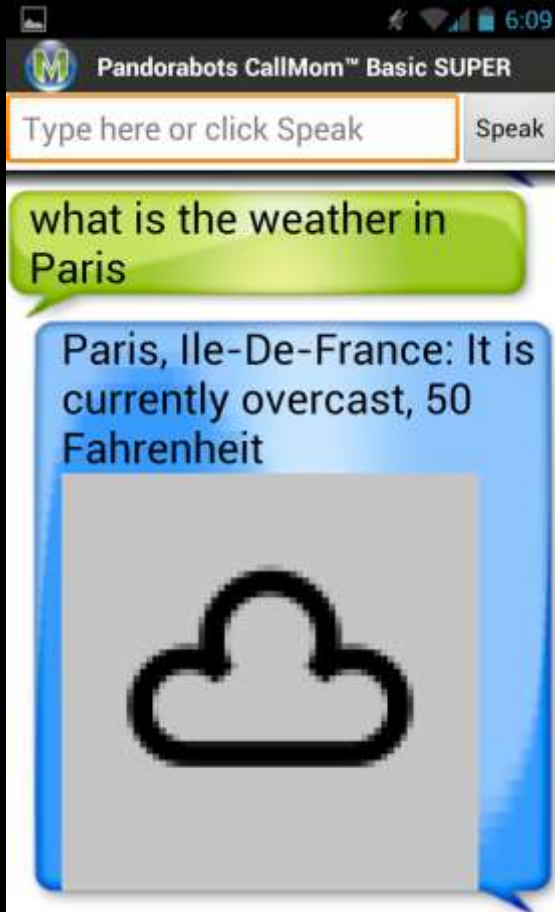 6:09
M Pandorabots CallMom™ Basic SUPER
Type here or click Speak Speak
what is the weather in
Paris
Paris, Ile-De-France: It is
currently overcast, 50
Fahrenheit